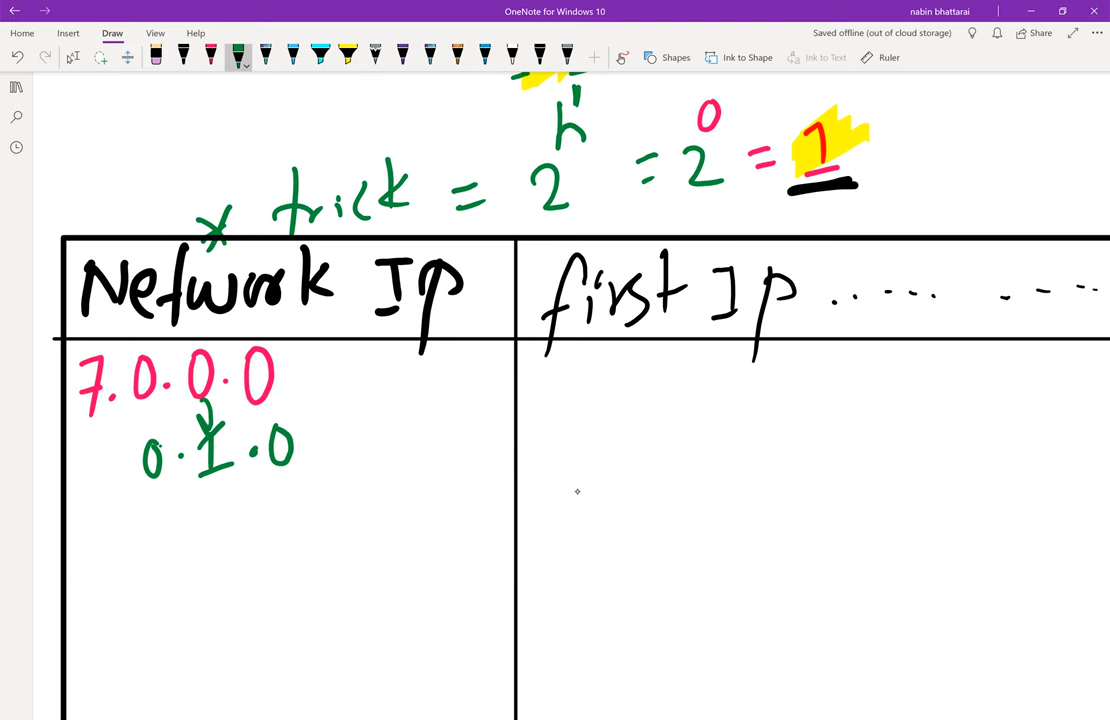 OneNote for Windows 10
nabin bhattarai
Home Insert Draw View Help
Saved offline (out of cloud storage)
Share
Shapes
Ink to Shape
Ink to Text
Ruler
h 0
* trick = 2 = 2 = 1
Network IP
first IP ...... . - - ...
7.0.0.0
0.1.0